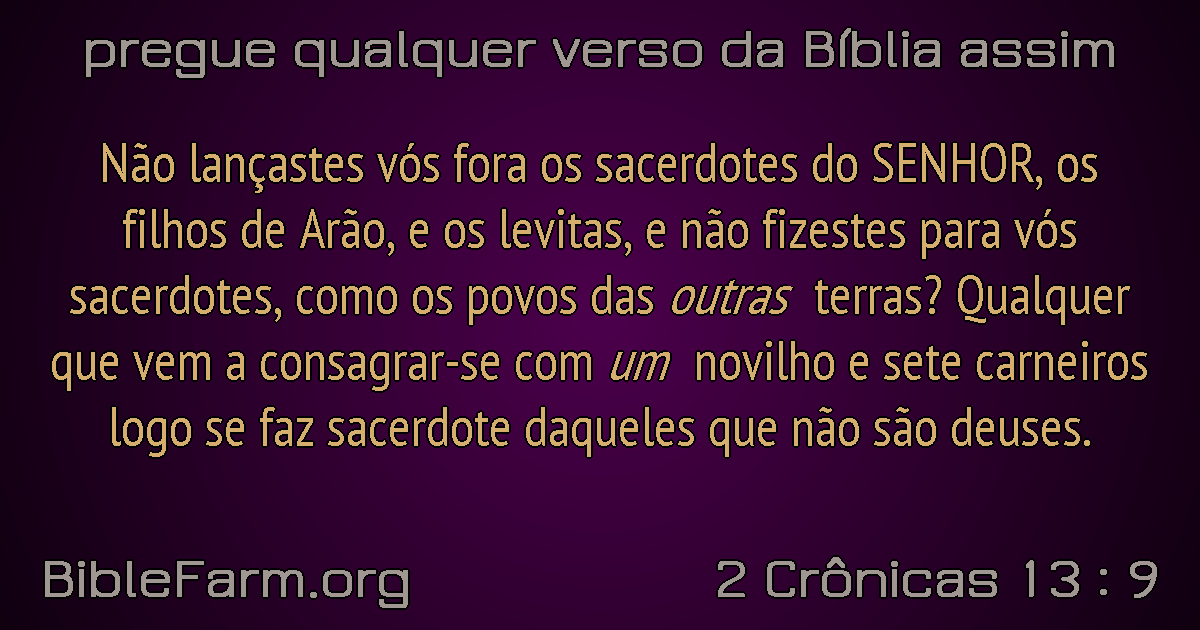 pregue qualquer verso da Bíblia assim
Não lançastes vós fora os sacerdotes do SENHOR, os
filhos de Arão, e os levitas, e não fizestes para vós
sacerdotes, como os povos das outras terras? Qualquer
que vem a consagrar-se com um novilho e sete carneiros
logo se faz sacerdote daqueles que não são deuses.
BibleFarm.org
2 Crônicas 13 : 9